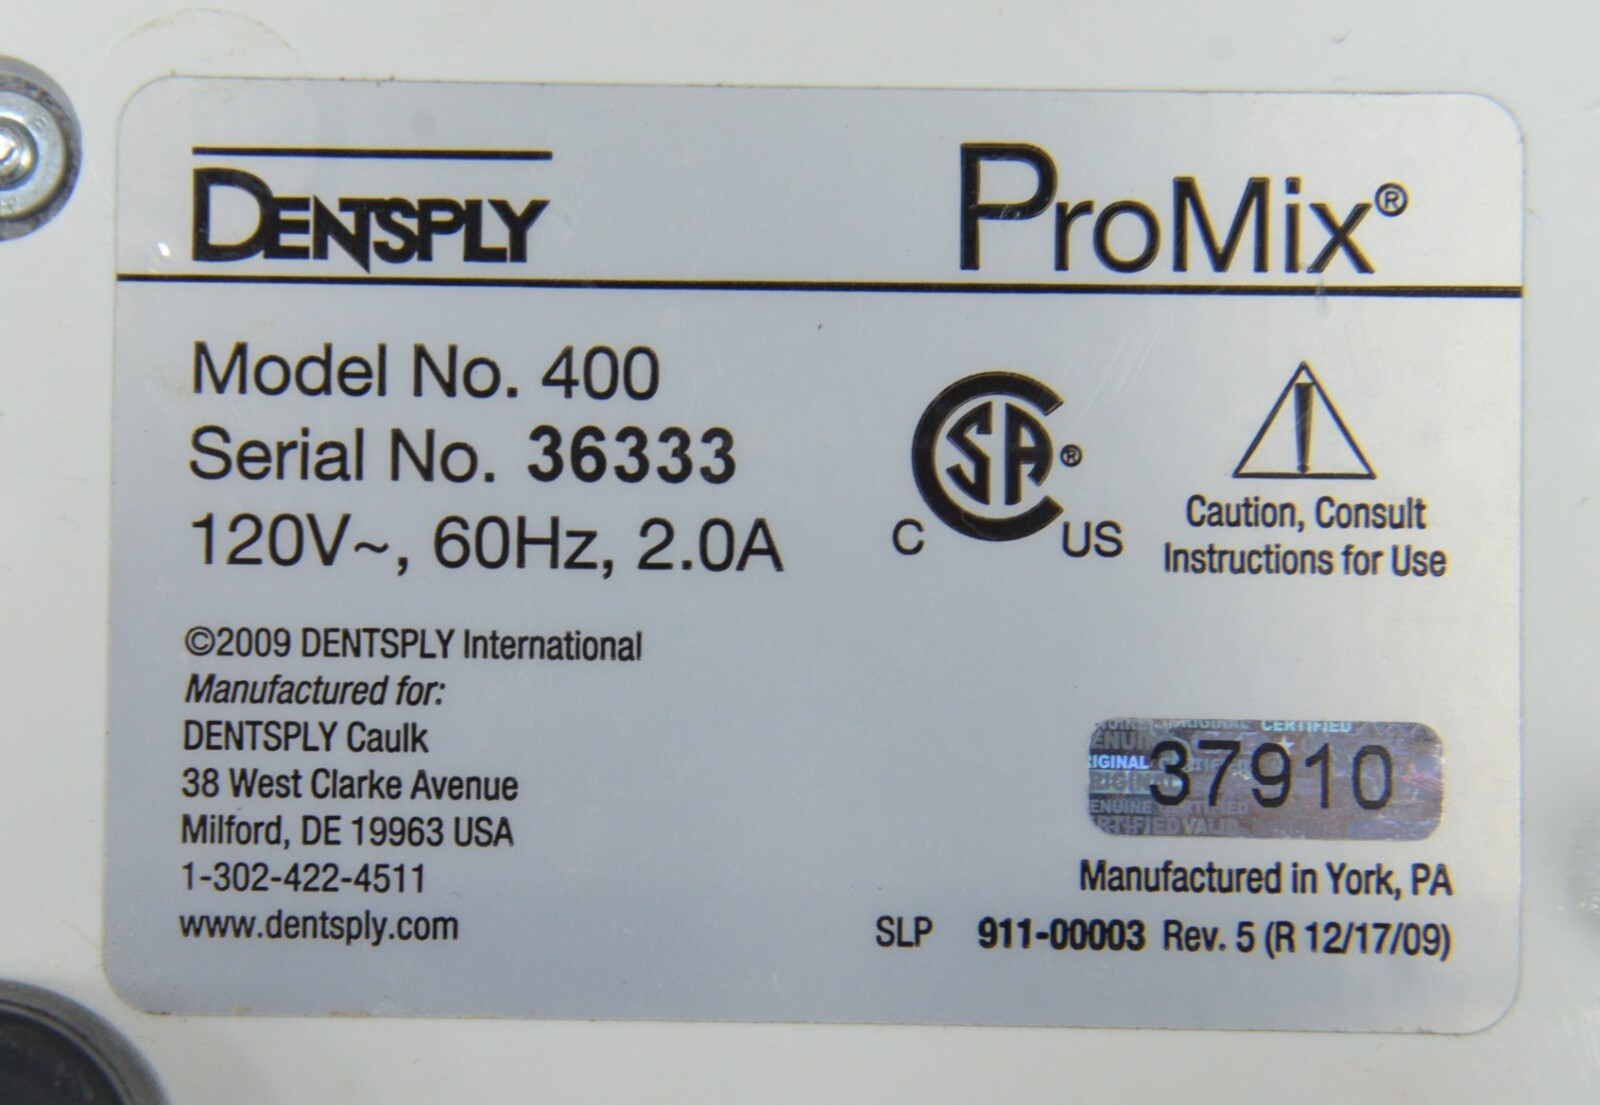 DENTSPLY
ProMix®
Model No. 400
Serial No. 36333
120V~, 60Hz, 2.0A
CSA®
C US
Caution, Consult
Instructions for Use
©2009 DENTSPLY International
Manufactured for:
DENTSPLY Caulk
38 West Clarke Avenue
Milford, DE 19963 USA
1-302-422-4511
www.dentsply.com
CERTIFIED
37910
Manufactured in York, PA
SLP 911-00003 Rev. 5 (R 12/17/09)